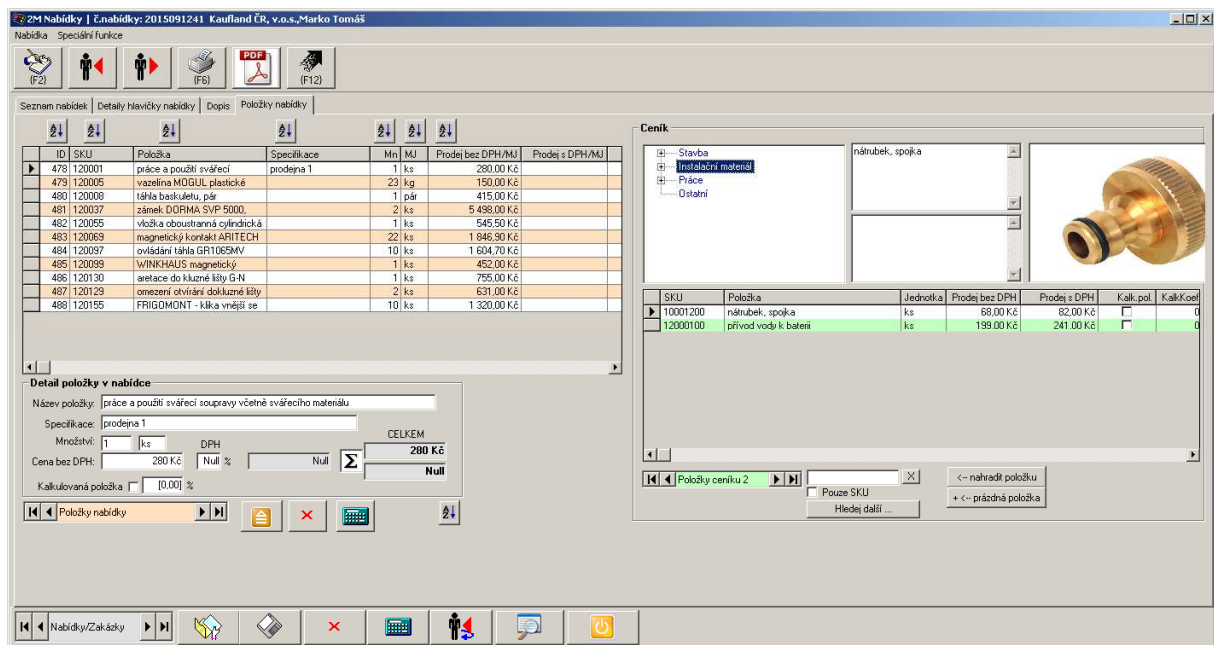 2M Nabídky | č.nabídky: 2015091241 Kaufland ČR, v.o.s.,Marko Tomáš
Nabídka Speciální funkce
(F2) (F6) PDF (F12)
Seznam nabídek Detaily hlavičky nabídky Dopis Položky nabídky
ID SKU Položka Specifikace Mn MJ Prodej bez DPH/MJ Prodej s DPH/MJ
478 120001 práce a použití svářecí prodejna 1 1 ks 280,00 Kč
479 120005 vazelína MOGUL plastické 23 kg 150,00 Kč
480 120008 táhla baskuletu, pár 1 pár 415,00 Kč
481 120037 zámek DORMA SVP 5000, 2 ks 5 498,00 Kč
482 120055 vložka oboustranná cylindrická 1 ks 545,50 Kč
483 120069 magnetický kontakt ARITECH 22 ks 1 846,90 Kč
484 120097 ovládání táhla GR1065MV 10 ks 1 604,70 Kč
485 120099 WINKHAUS magnetický 1 ks 452,00 Kč
486 120130 aretace do kluzné lišty G-N 1 ks 755,00 Kč
487 120129 omezení otvírání dokluzné lišty 2 ks 631,00 Kč
488 120155 FRIGOMONT - klika vnější se 10 ks 1 320,00 Kč
Detail položky v nabídce
Název položky: práce a použití svářecí soupravy včetně svářecího materiálu
Specifikace: prodejna 1
Množství: 1 ks DPH CELKEM
280 Kč
Cena bez DPH: 280 Kč Null % Null Σ
Null
Kalkulovaná položka [0,00] %
Položky nabídky
Ceník
Stavba
Instalační materiál
Práce
Ostatní
nátrubek, spojka
SKU Položka Jednotka Prodej bez DPH Prodej s DPH Kalk.pol. KalkKoef
10001200 nátrubek, spojka ks 68,00 Kč 82,00 Kč 0
12000100 přívod vody k baterii ks 199,00 Kč 241,00 Kč 0
Položky ceníku 2 X <-- nahradit položku
Pouze SKU + <-- prázdná položka
Hledej další ...
Nabídky/Zakázky